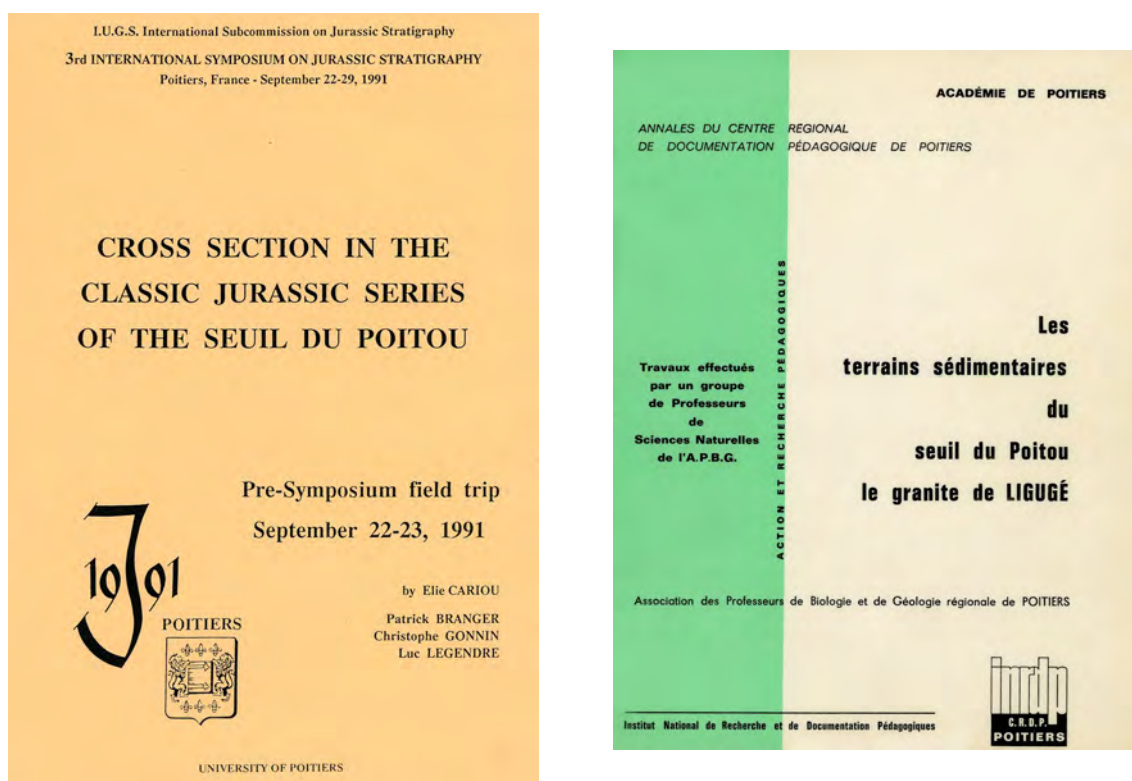 I.U.G.S. International Subcommission on Jurassic Stratigraphy
3rd INTERNATIONAL SYMPOSIUM ON JURASSIC STRATIGRAPHY
Poitiers, France - September 22-29, 1991
CROSS SECTION IN THE
CLASSIC JURASSIC SERIES
OF THE SEUIL DU POITOU
Pre-Symposium field trip
September 22-23, 1991
1991
POITIERS
by Elie CARIOU
Patrick BRANGER
Christophe GONNIN
Luc LEGENDRE
UNIVERSITY OF POITIERS
ACADÉMIE DE POITIERS
ANNALES DU CENTRE RÉGIONAL
DE DOCUMENTATION PÉDAGOGIQUE DE POITIERS
ACTION ET RECHERCHE PÉDAGOGIQUES
Travaux effectués
par un groupe
de Professeurs
de
Sciences Naturelles
de l'A.P.B.G.
Les
terrains sédimentaires
du
seuil du Poitou
le granite de LIGUGÉ
Association des Professeurs de Biologie et de Géologie régionale de POITIERS
Institut National de Recherche et de Documentation Pédagogiques
inrdp
C.R.D.P.
POITIERS